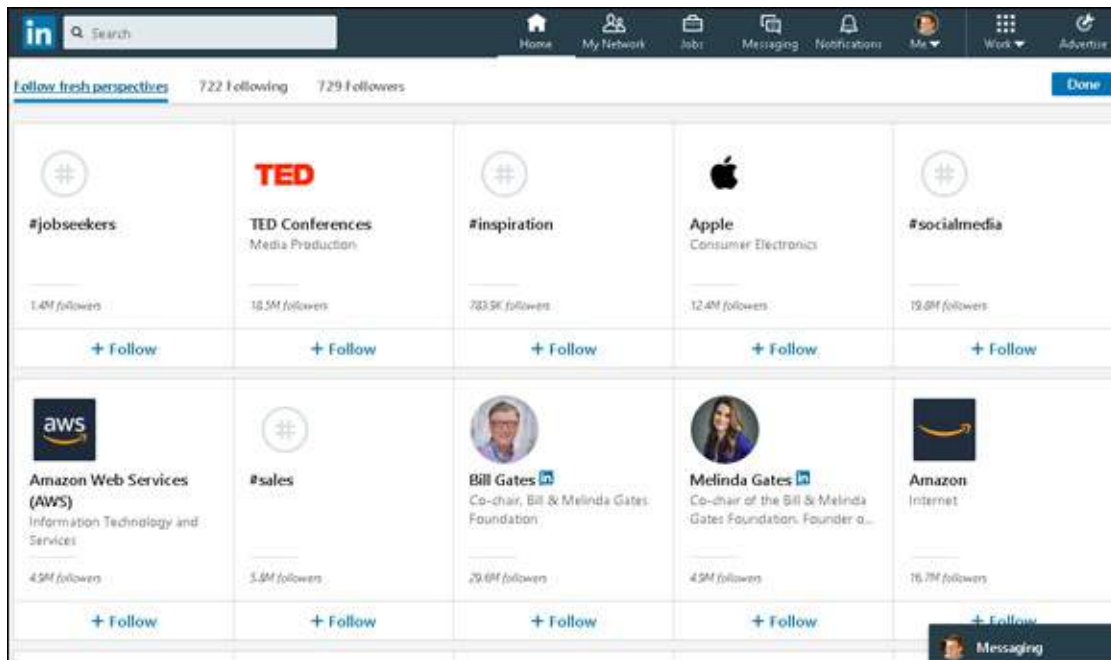 in Search Home My Network Jobs Messaging Notifications Me Work Advertise
Follow fresh perspectives 722 Following 729 Followers Done
#jobseekers
1.4M followers
+ Follow
TED
TED Conferences
Media Production
18.5M followers
+ Follow
#inspiration
783.9K followers
+ Follow
Apple
Consumer Electronics
12.4M followers
+ Follow
#socialmedia
19.8M followers
+ Follow
aws
Amazon Web Services
(AWS)
Information Technology and
Services
4.9M followers
+ Follow
#sales
5.8M followers
+ Follow
Bill Gates in
Co-chair, Bill & Melinda Gates
Foundation
29.6M followers
+ Follow
Melinda Gates in
Co-chair of the Bill & Melinda
Gates Foundation. Founder o...
4.9M followers
+ Follow
Amazon
Internet
16.7M followers
+ Follow
Messaging